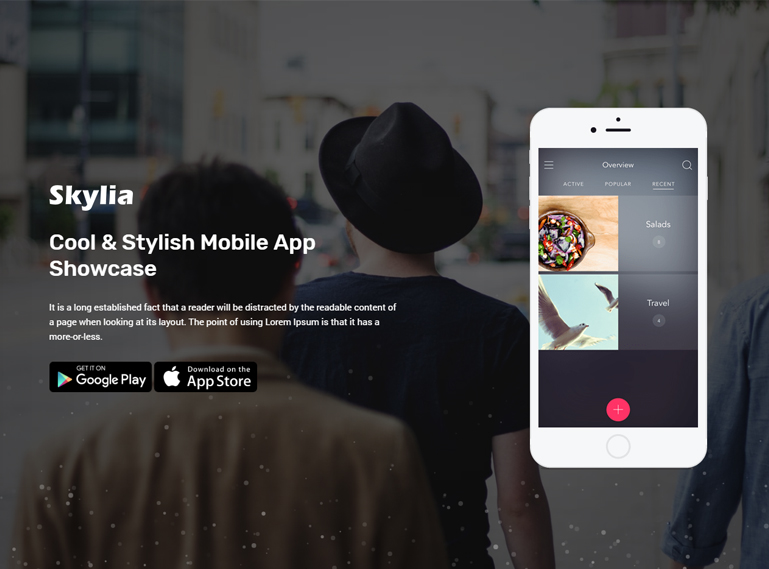 Skylia
Cool & Stylish Mobile App
Showcase
It is a long established fact that a reader will be distracted by the readable content of
a page when looking at its layout. The point of using Lorem Ipsum is that it has a
more-or-less.
GET IT ON
Google Play
Download on the
App Store
Overview
ACTIVE POPULAR RECENT
Salads
Travel